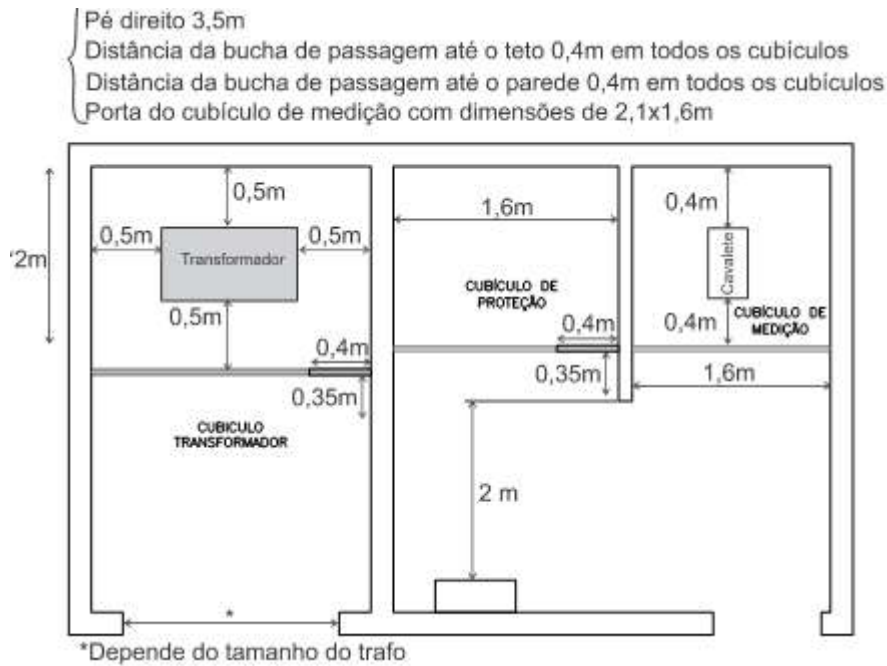 Pé direito 3,5m
Distância da bucha de passagem até o teto 0,4m em todos os cubículos
Distância da bucha de passagem até o parede 0,4m em todos os cubículos
Porta do cubículo de medição com dimensões de 2,1x1,6m
0,5m
0,5m
0,5m
Transformador
0,5m
2m
0,4m
0,35m
CUBICULO
TRANSFORMADOR
1,6m
CUBÍCULO DE
PROTEÇÃO
0,4m
0,35m
2 m
0,4m
Cavalete
0,4m
CUBÍCULO DE
MEDIÇÃO
1,6m
*
*Depende do tamanho do trafo